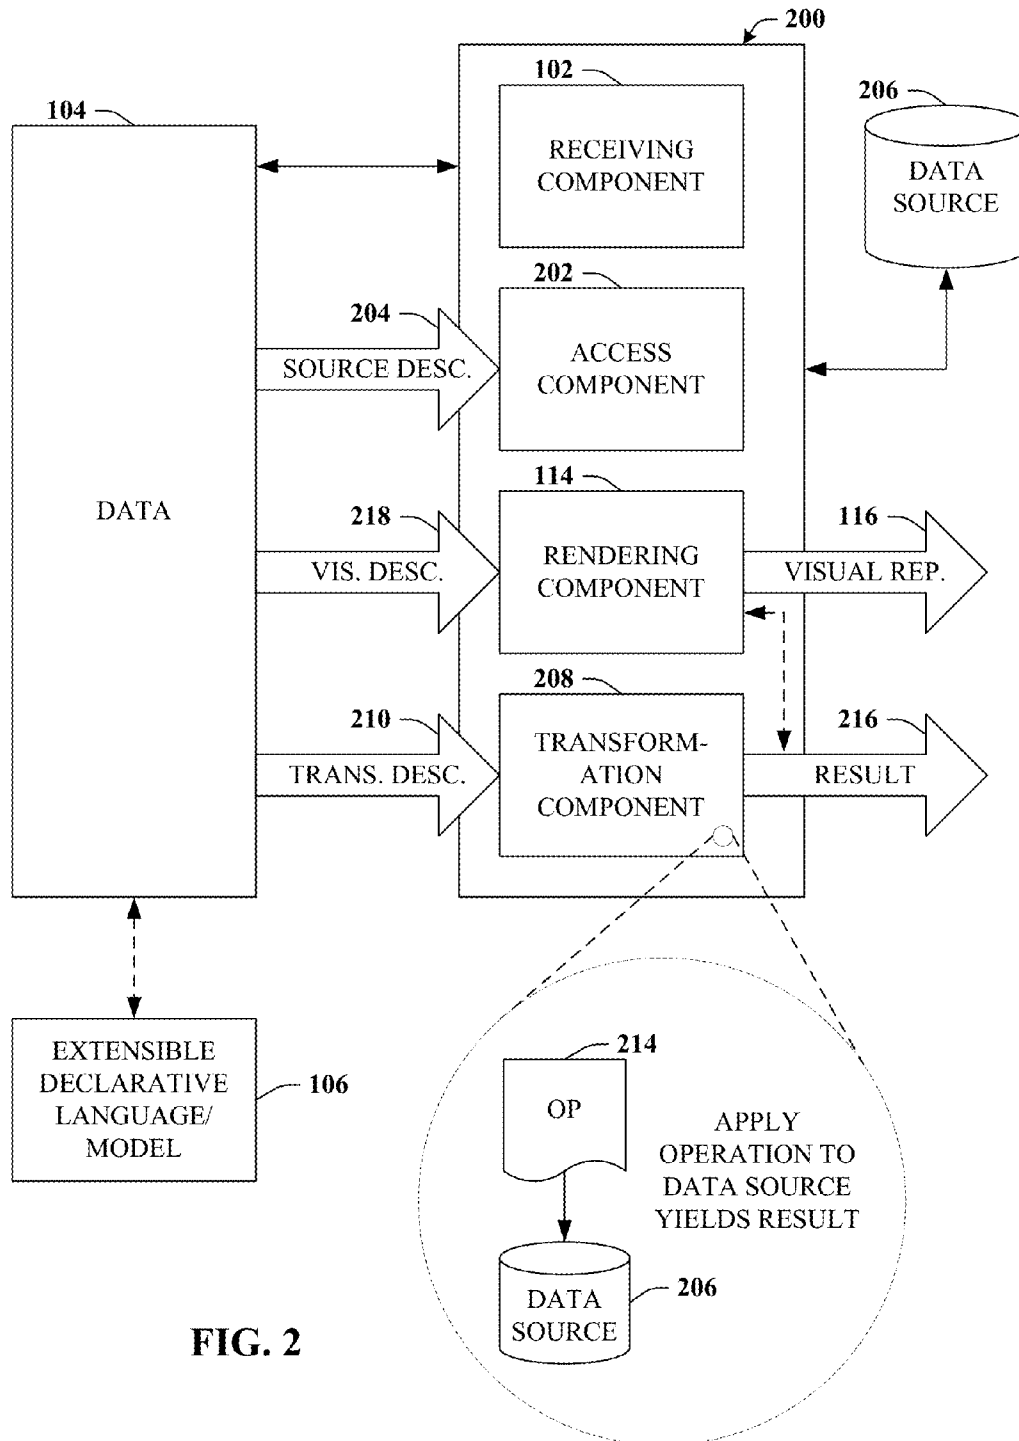 200
102
RECEIVING
COMPONENT
104
206
DATA
SOURCE
202
ACCESS
COMPONENT
204
SOURCE DESC.
DATA
114
RENDERING
COMPONENT
218
VIS. DESC.
116
VISUAL REP.
208
TRANSFORM-
ATION
COMPONENT
210
TRANS. DESC.
216
RESULT
EXTENSIBLE
DECLARATIVE
LANGUAGE/
MODEL
106
214
OP
APPLY
OPERATION TO
DATA SOURCE
YIELDS RESULT
DATA
SOURCE
206
FIG. 2